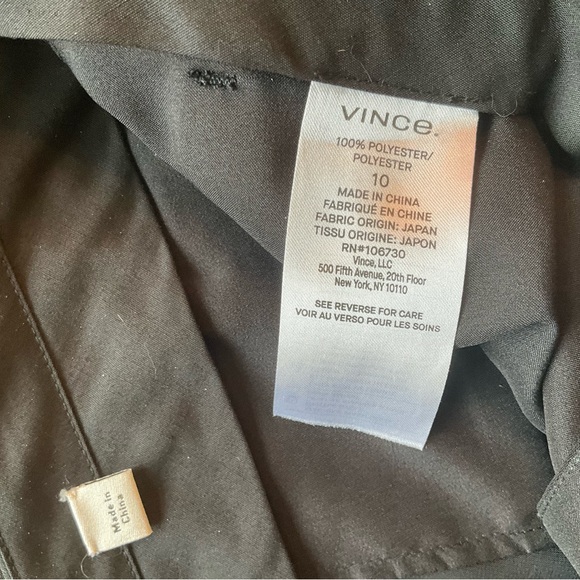 VINCE.
100% POLYESTER/
POLYESTER
10
MADE IN CHINA
FABRIQUÉ EN CHINE
FABRIC ORIGIN: JAPAN
TISSU ORIGINE: JAPON
RN#106730
Vince, LLC
500 Fifth Avenue, 20th Floor
New York, NY 10110
SEE REVERSE FOR CARE
VOIR AU VERSO POUR LES SOINS
Made in
China